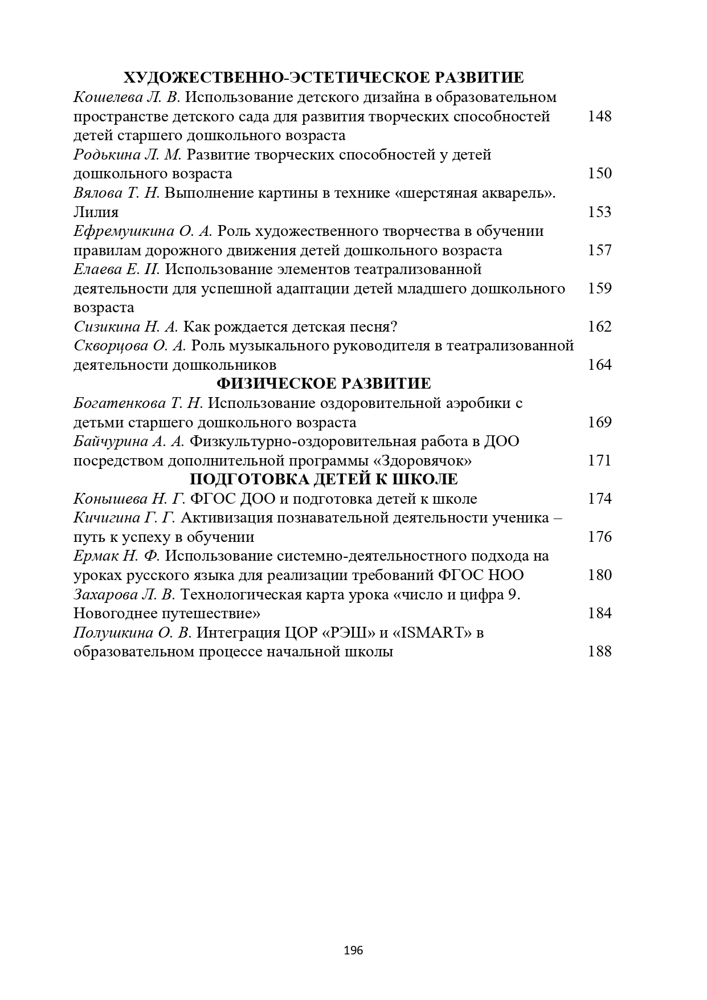 ХУДОЖЕСТВЕННО-ЭСТЕТИЧЕСКОЕ РАЗВИТИЕ
Кошелева Л. В. Использование детского дизайна в образовательном
пространстве детского сада для развития творческих способностей 148
детей старшего дошкольного возраста
Родькина Л. М. Развитие творческих способностей у детей
дошкольного возраста 150
Вялова Т. Н. Выполнение картины в технике «шерстяная акварель».
Лилия 153
Ефремушкина О. А. Роль художественного творчества в обучении
правилам дорожного движения детей дошкольного возраста 157
Елаева Е. II. Использование элементов театрализованной
деятельности для успешной адаптации детей младшего дошкольного 159
возраста
Сизикина Н. А. Как рождается детская песня? 162
Скворцова О. А. Роль музыкального руководителя в театрализованной
деятельности дошкольников 164
ФИЗИЧЕСКОЕ РАЗВИТИЕ
Богатенкова Т. Н. Использование оздоровительной аэробики с
детьми старшего дошкольного возраста 169
Байчурина А. А. Физкультурно-оздоровительная работа в ДОО
посредством дополнительной программы «Здоровячок» 171
ПОДГОТОВКА ДЕТЕЙ К ШКОЛЕ
Конышева Н. Г. ФГОС ДОО и подготовка детей к школе 174
Кичигина Г. Г. Активизация познавательной деятельности ученика –
путь к успеху в обучении 176
Ермак Н. Ф. Использование системно-деятельностного подхода на
уроках русского языка для реализации требований ФГОС НОО 180
Захарова Л. В. Технологическая карта урока «число и цифра 9.
Новогоднее путешествие» 184
Полушкина О. В. Интеграция ЦОР «РЭШ» и «ISMART» в
образовательном процессе начальной школы 188
196